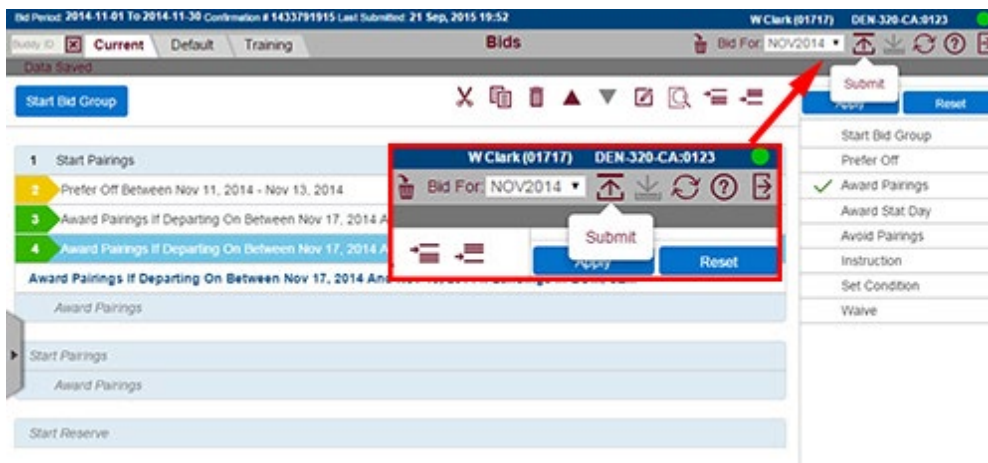 Bid Period: 2014-11-01 To 2014-11-30 Confirmation # 1433791915 Last Submitted: 21 Sep, 2015 19:52 W Clark (01717) DEN-320-CA:0123
Buddy ID Current Default Training Bids Bid For: NOV2014
Data Saved
Submit
Start Bid Group
Apply Reset
Start Bid Group
1 Start Pairings
Prefer Off
2 Prefer Off Between Nov 11, 2014 - Nov 13, 2014
Award Pairings
3 Award Pairings If Departing On Between Nov 17, 2014 A
Award Stat Day
4 Award Pairings If Departing On Between Nov 17, 2014 A
Avoid Pairings
Award Pairings If Departing On Between Nov 17, 2014 And
Instruction
Set Condition
Award Pairings
Waive
Start Pairings
Award Pairings
Start Reserve
W Clark (01717) DEN-320-CA:0123
Bid For: NOV2014
Submit
Apply Reset